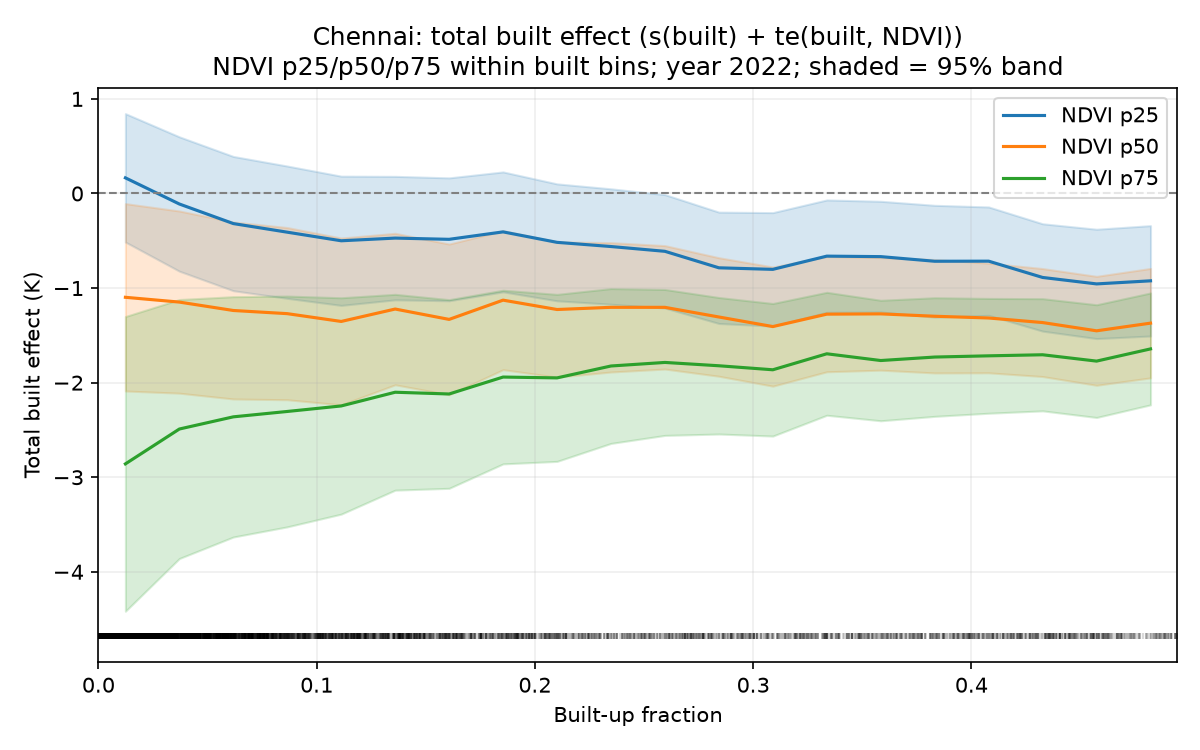 Chennai: total built effect (s(built) + te(built, NDVI))
NDVI p25/p50/p75 within built bins; year 2022; shaded = 95% band
NDVI p25
NDVI p50
NDVI p75
Total built effect (K)
1
0
−1
−2
−3
−4
0.0
0.1
0.2
0.3
0.4
Built-up fraction